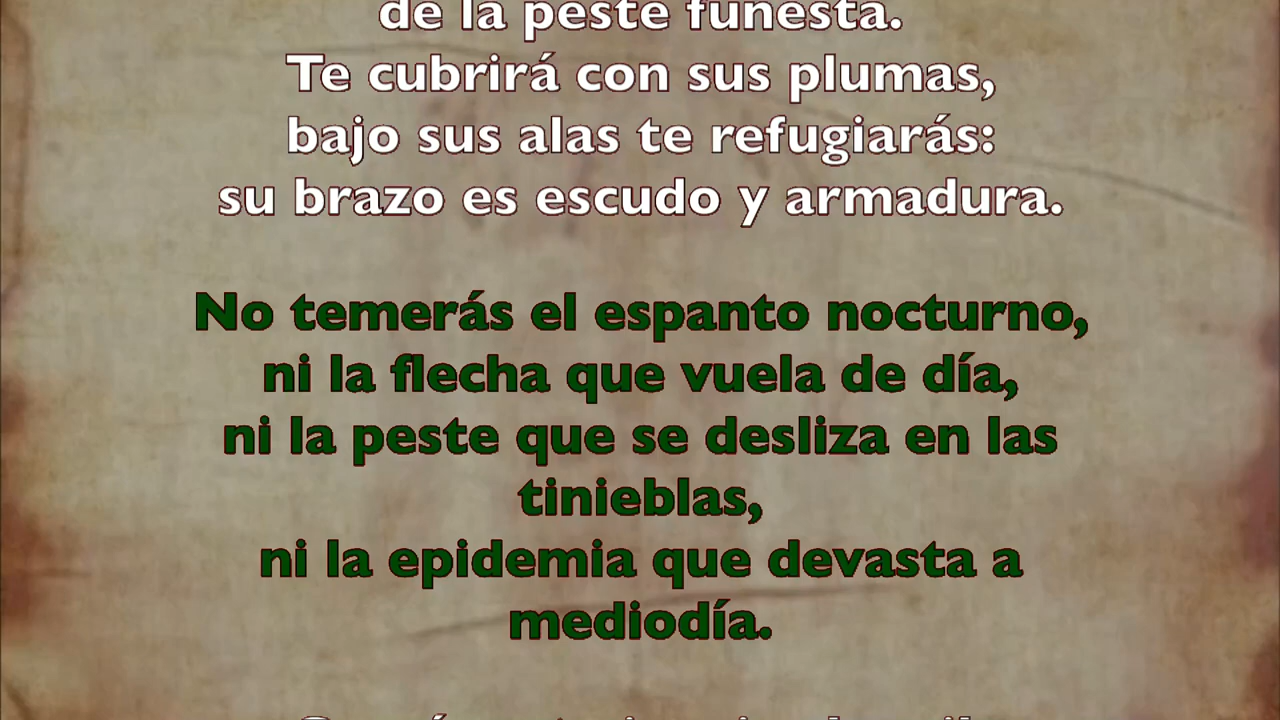 de la peste funesta.
Te cubrirá con sus plumas,
bajo sus alas te refugiarás:
su brazo es escudo y armadura.
No temerás el espanto nocturno,
ni la flecha que vuela de día,
ni la peste que se desliza en las
tinieblas,
ni la epidemia que devasta a
mediodía.